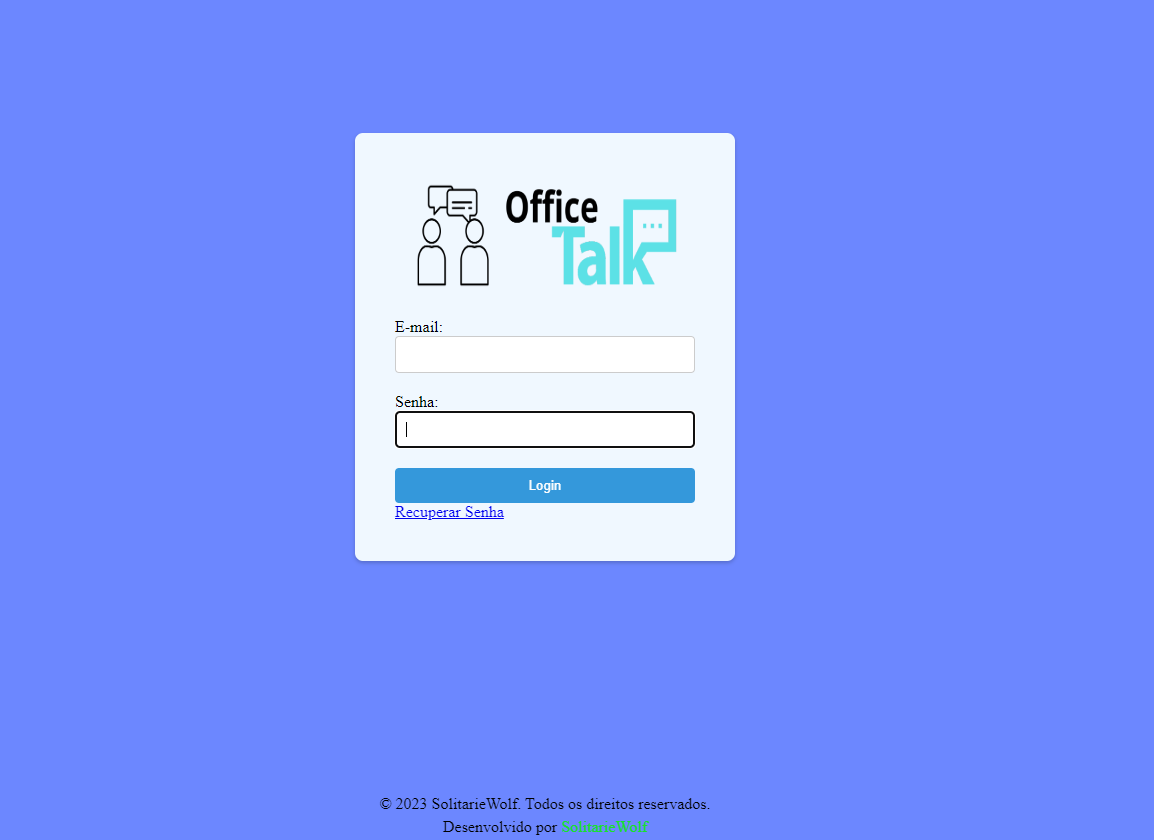 Office
Talk
E-mail:
Senha:
Login
Recuperar Senha
© 2023 SolitarieWolf. Todos os direitos reservados.
Desenvolvido por SolitarieWolf